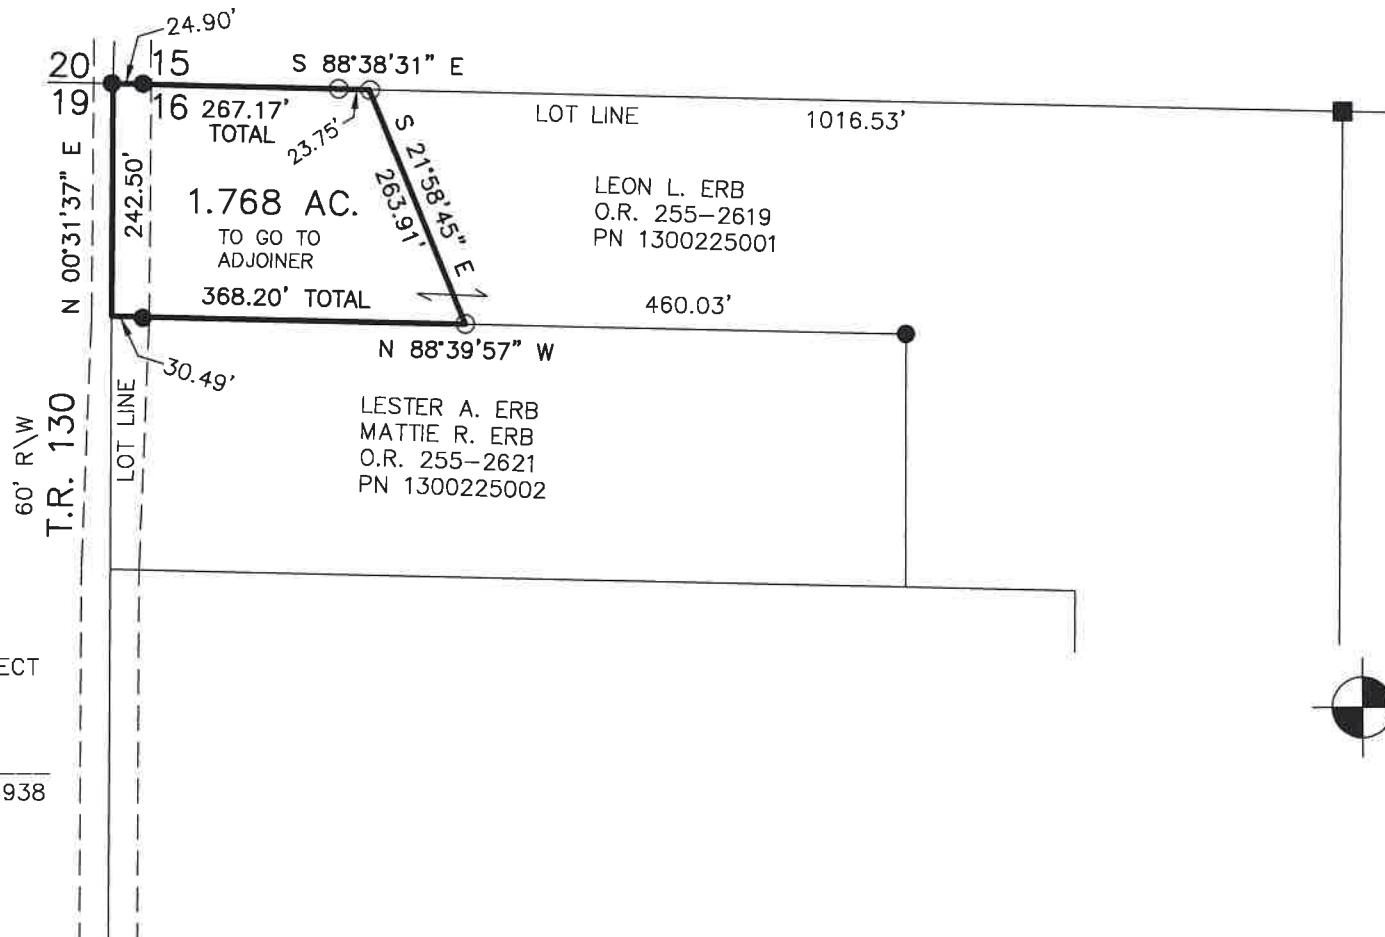 24.90'
20
15
S 88°38'31" E
19
16
267.17'
TOTAL
23.75'
LOT LINE
1016.53'
N 00°31'37" E
242.50'
S 21°58'45" E
263.91'
1.768 AC.
TO GO TO
ADJOINER
LEON L. ERB
O.R. 255-2619
PN 1300225001
368.20' TOTAL
460.03'
N 88°39'57" W
30.49'
LOT LINE
60' R\W
T.R. 130
LESTER A. ERB
MATTIE R. ERB
O.R. 255-2621
PN 1300225002
ECT
938